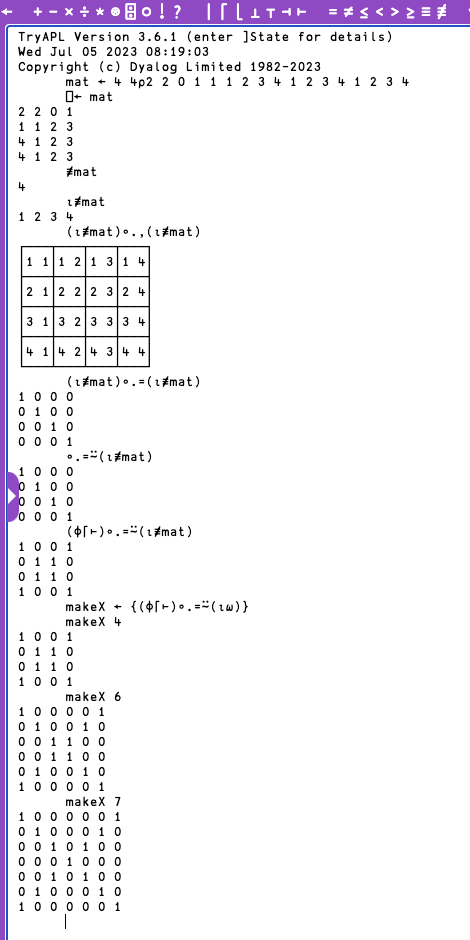 ← + - × ÷ * ⍟ ⌹ ○ ! ? | ⌈ ⌊ ⊥ ⊤ ⊣ ⊢ = ≠ ≤ < > ≥ ≡ ≢
TryAPL Version 3.6.1 (enter ]State for details)
Wed Jul 05 2023 08:19:03
Copyright (c) Dyalog Limited 1982-2023
mat ← 4 4⍴2 2 0 1 1 1 2 3 4 1 2 3 4 1 2 3 4
⎕← mat
2 2 0 1
1 1 2 3
4 1 2 3
4 1 2 3
≢mat
4
⍳≢mat
1 2 3 4
(⍳≢mat)∘.,(⍳≢mat)
1 1 1 2 1 3 1 4
2 1 2 2 2 3 2 4
3 1 3 2 3 3 3 4
4 1 4 2 4 3 4 4
(⍳≢mat)∘.=(⍳≢mat)
1 0 0 0
0 1 0 0
0 0 1 0
0 0 0 1
∘.=⍨(⍳≢mat)
1 0 0 0
0 1 0 0
0 0 1 0
0 0 0 1
(⌽⌈⊢)∘.=⍨(⍳≢mat)
1 0 0 1
0 1 1 0
0 1 1 0
1 0 0 1
makeX ← {(⌽⌈⊢)∘.=⍨(⍳⍵)}
makeX 4
1 0 0 1
0 1 1 0
0 1 1 0
1 0 0 1
makeX 6
1 0 0 0 0 1
0 1 0 0 1 0
0 0 1 1 0 0
0 0 1 1 0 0
0 1 0 0 1 0
1 0 0 0 0 1
makeX 7
1 0 0 0 0 0 1
0 1 0 0 0 1 0
0 0 1 0 1 0 0
0 0 0 1 0 0 0
0 0 1 0 1 0 0
0 1 0 0 0 1 0
1 0 0 0 0 0 1